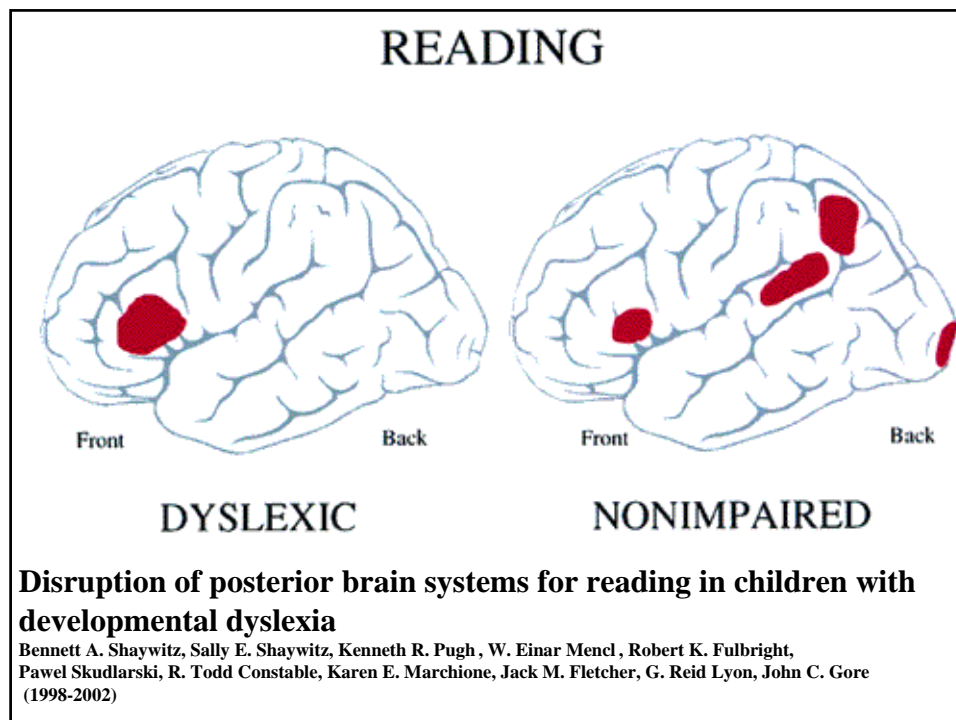 READING
Front
Back
Front
Back
DYSLEXIC
NONIMPAIRED
Disruption of posterior brain systems for reading in children with
developmental dyslexia
Bennett A. Shaywitz, Sally E. Shaywitz, Kenneth R. Pugh , W. Einar Mencl , Robert K. Fulbright,
Pawel Skudlarski, R. Todd Constable, Karen E. Marchione, Jack M. Fletcher, G. Reid Lyon, John C. Gore
(1998-2002)